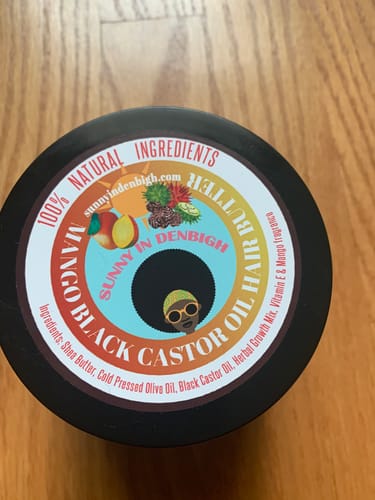 100% NATURAL INGREDIENTS
sunnyindenbigh.com
SUNNY IN DENBIGH
MANGO BLACK CASTOR OIL HAIR BUTTER
Ingredients: Shea Butter, Cold Pressed Olive Oil, Black Castor Oil, Herbal Growth Mix, Vitamin E & Mango fragrance